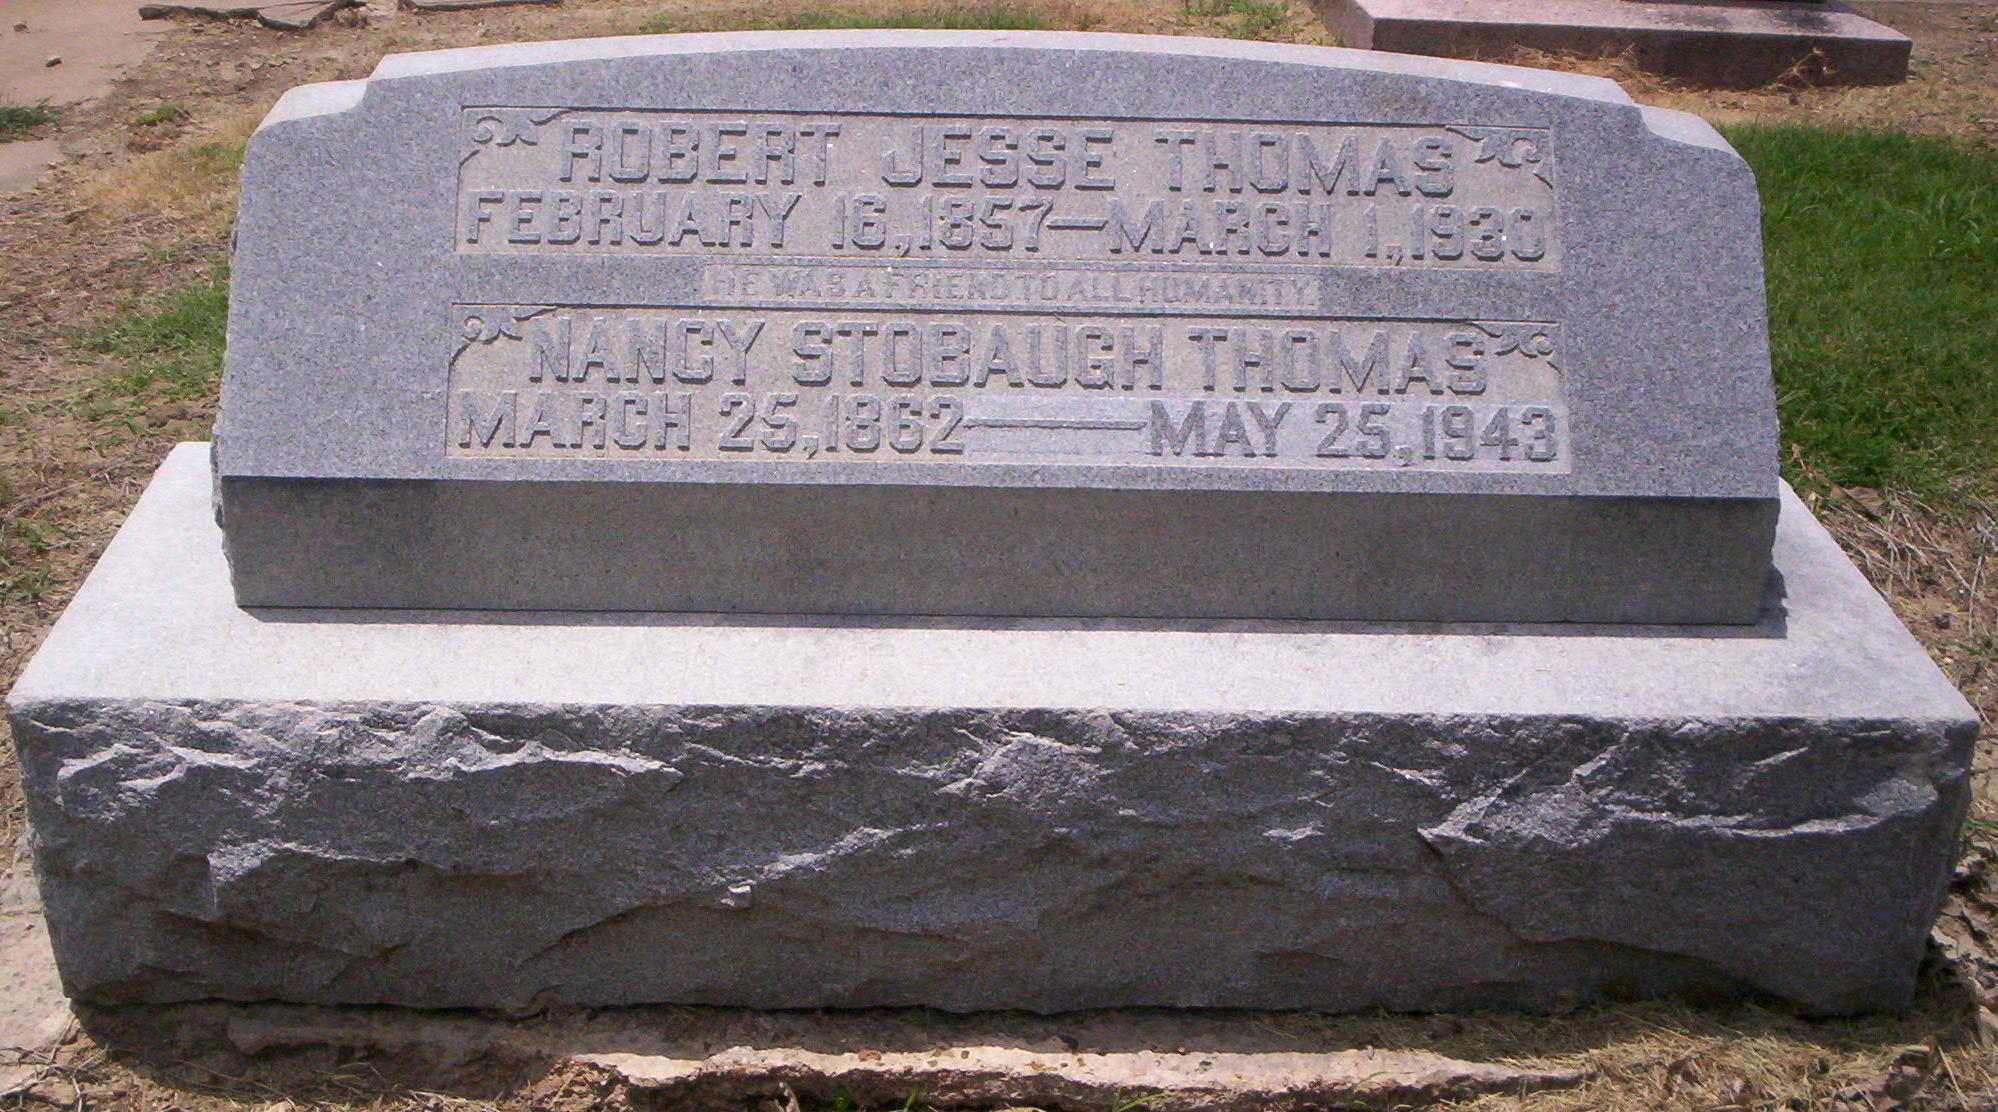 ROBERT JESSE THOMAS
FEBRUARY 16, 1857—MARCH 1, 1930
HE WAS A FRIEND TO ALL HUMANITY
NANCY STOBAUGH THOMAS
MARCH 25, 1862—MAY 25, 1943